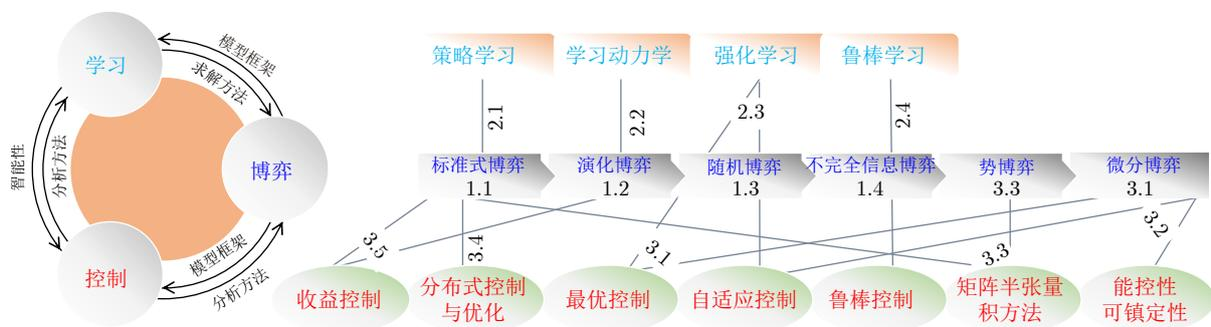 学习
模型框架
求解方法
智能性
分析方法
博弈
控制
模型框架
分析方法
策略学习
学习动力学
强化学习
鲁棒学习
2.1
2.2
2.3
2.4
标准式博弈
1.1
演化博弈
1.2
随机博弈
1.3
不完全信息博弈
1.4
势博弈
3.3
微分博弈
3.1
3.5
3.4
3.1
3.3
3.2
收益控制
分布式控制
与优化
最优控制
自适应控制
鲁棒控制
矩阵半张量
积方法
能控性
可镇定性